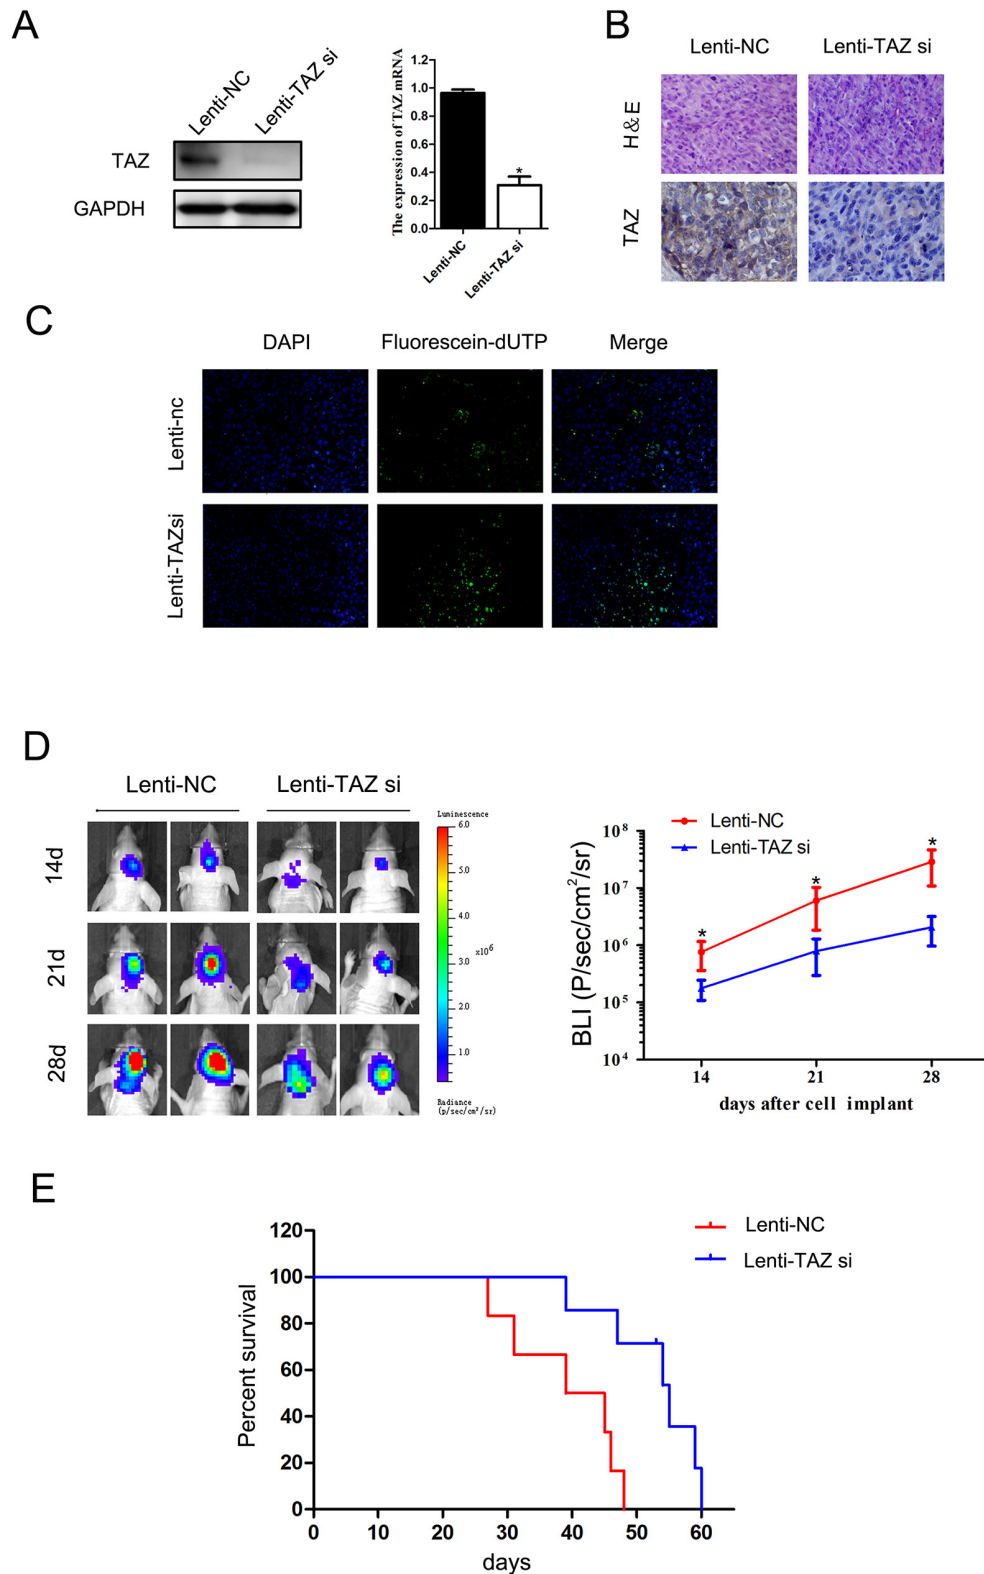 A
Lenti-NC
Lenti-TAZ si
TAZ
GAPDH
The expression of TAZ mRNA
1.2
1.0
0.8
0.6
0.4
0.2
0.0
*
Lenti-NC
Lenti-TAZ si
B
Lenti-NC Lenti-TAZ si
H&E
TAZ
C
DAPI Fluorescein-dUTP Merge
Lenti-nc
Lenti-TAZsi
D
Lenti-NC Lenti-TAZ si
14d
21d
28d
Luminescence
6.0
5.0
4.0
x10⁶
3.0
2.0
1.0
Radiance
(p/sec/cm²/sr)
Lenti-NC
Lenti-TAZ si
BLI (P/sec/cm²/sr)
10⁸
10⁷
10⁶
10⁵
10⁴
* * *
14 21 28
days after cell implant
E
Lenti-NC
Lenti-TAZ si
Percent survival
120
100
80
60
40
20
0
0 10 20 30 40 50 60
days